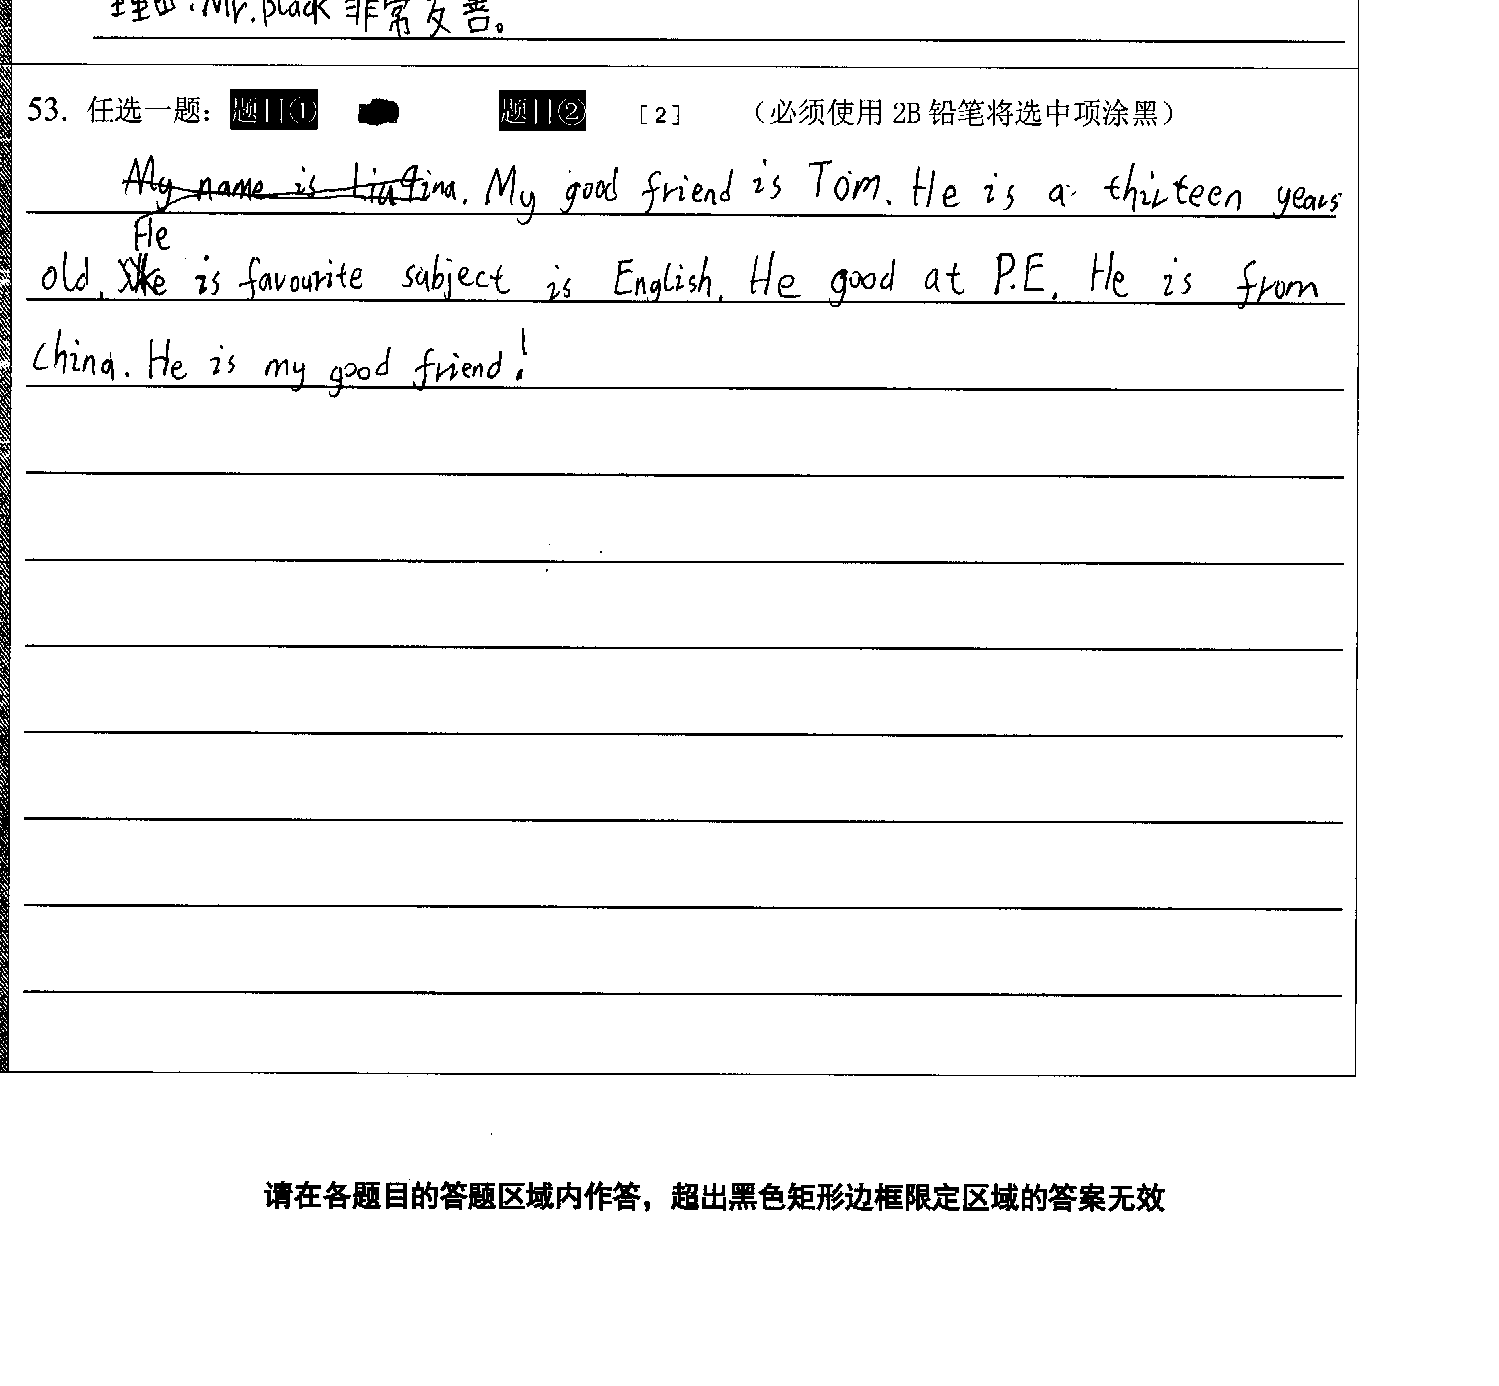 理由:Mr.black 非常友善。
53. 任选一题: 题目① 题目② [2] (必须使用 2B 铅笔将选中项涂黑)
My name is My good friend is Tom. He is a thirteen years
He
old. is favourite subject is English. He good at P.E. He is from
China. He is my good friend!
请在各题目的答题区域内作答，超出黑色矩形边框限定区域的答案无效